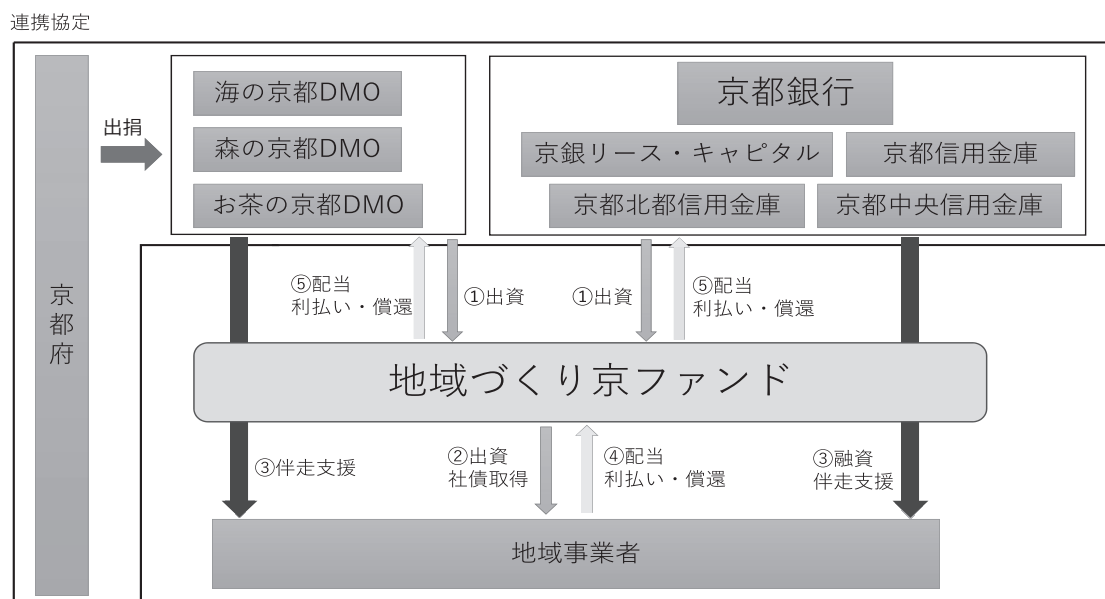 連携協定
京都府
出捐
海の京都DMO
森の京都DMO
お茶の京都DMO
京都銀行
京銀リース・キャピタル
京都信用金庫
京都北都信用金庫
京都中央信用金庫
⑤配当
利払い・償還
①出資
①出資
⑤配当
利払い・償還
地域づくり京ファンド
③伴走支援
②出資
社債取得
④配当
利払い・償還
③融資
伴走支援
地域事業者